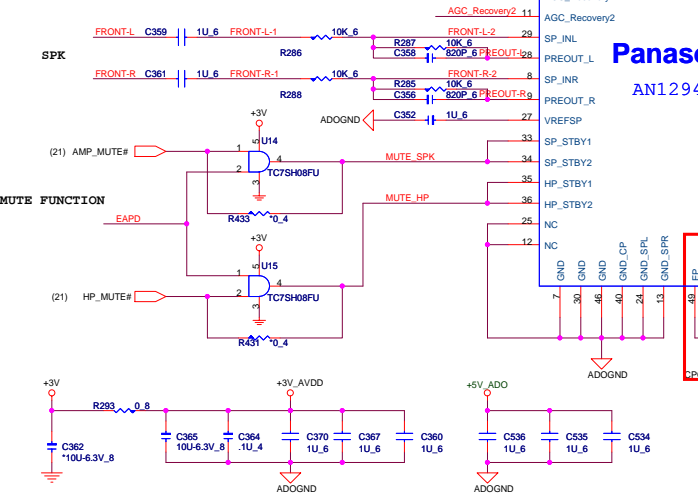 AGC_Recovery2 11 AGC_Recovery2
FRONT-L C359 1U_6 FRONT-L-1 10K_6 FRONT-L-2 29 SP_INL
R286 R287 10K_6
SPK C358 820P_6 PREOUT-L 28 PREOUT_L
Panaso
FRONT-R C361 1U_6 FRONT-R-1 10K_6 FRONT-R-2 8 SP_INR
R288 R285 10K_6
C356 820P_6 PREOUT-R 9 PREOUT_R
AN1294
ADOGND C352 1U_6 27 VREFSP
+3V
33 SP_STBY1
U14
(21) AMP_MUTE# 1 2 3 4 5 MUTE_SPK 34 SP_STBY2
TC7SH08FU
35 HP_STBY1
MUTE FUNCTION MUTE_HP 36 HP_STBY2
EAPD R433 *0_4 25 NC
+3V 12 NC
U15
1 2 3 4 5
(21) HP_MUTE# TC7SH08FU
GND GND GND GND_CP GND_SPL GND_SPR EP
7 30 46 40 24 13 49
R431 *0_4
ADOGND CP
+3V +3V_AVDD +5V_ADO
R293 0_8
C362 *10U-6.3V_8
C365 10U-6.3V_8
C364 .1U_4
C370 1U_6
C367 1U_6
C360 1U_6
C536 1U_6
C535 1U_6
C534 1U_6
ADOGND ADOGND